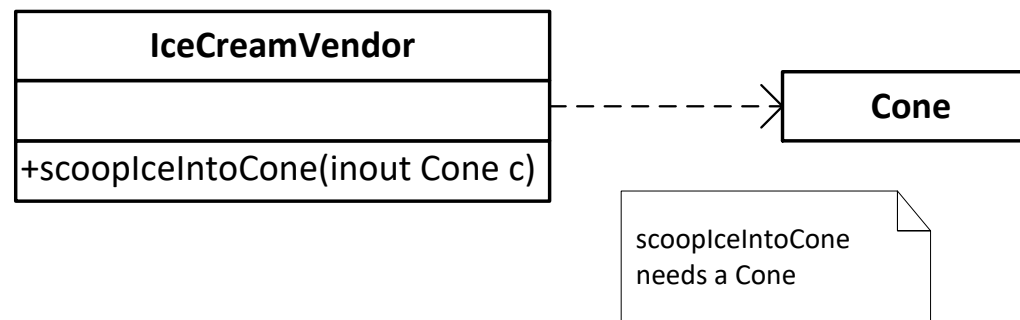 IceCreamVendor
+scoopIceIntoCone(inout Cone c)
Cone
scoopIceIntoCone
needs a Cone